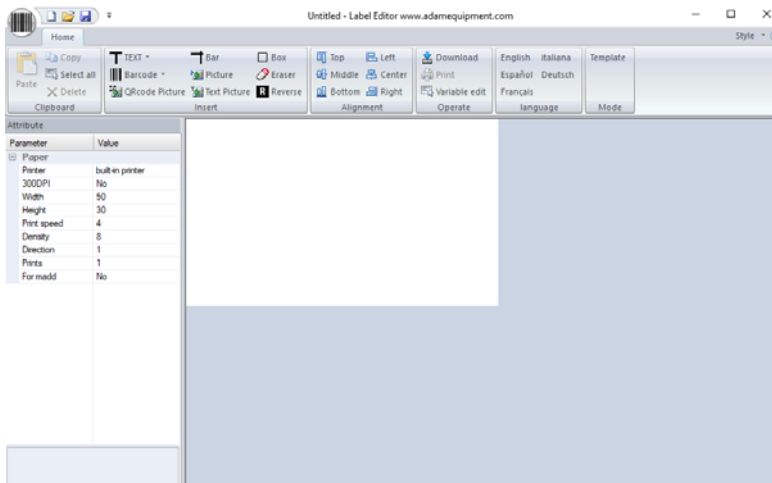 Untitled - Label Editor www.adamequipment.com
Home
Style
Paste
Copy
Select all
Delete
Clipboard
TEXT
Bar
Box
Barcode
Picture
Eraser
QRcode Picture
Text Picture
R Reverse
Insert
Top
Left
Middle
Center
Bottom
Right
Alignment
Download
Print
Variable edit
Operate
English
italiana
Español
Deutsch
Français
language
Template
Mode
Attribute
Parameter Value
Paper
Printer built-in printer
300DPI No
Width 50
Height 30
Print speed 4
Density 8
Direction 1
Prints 1
For madd No